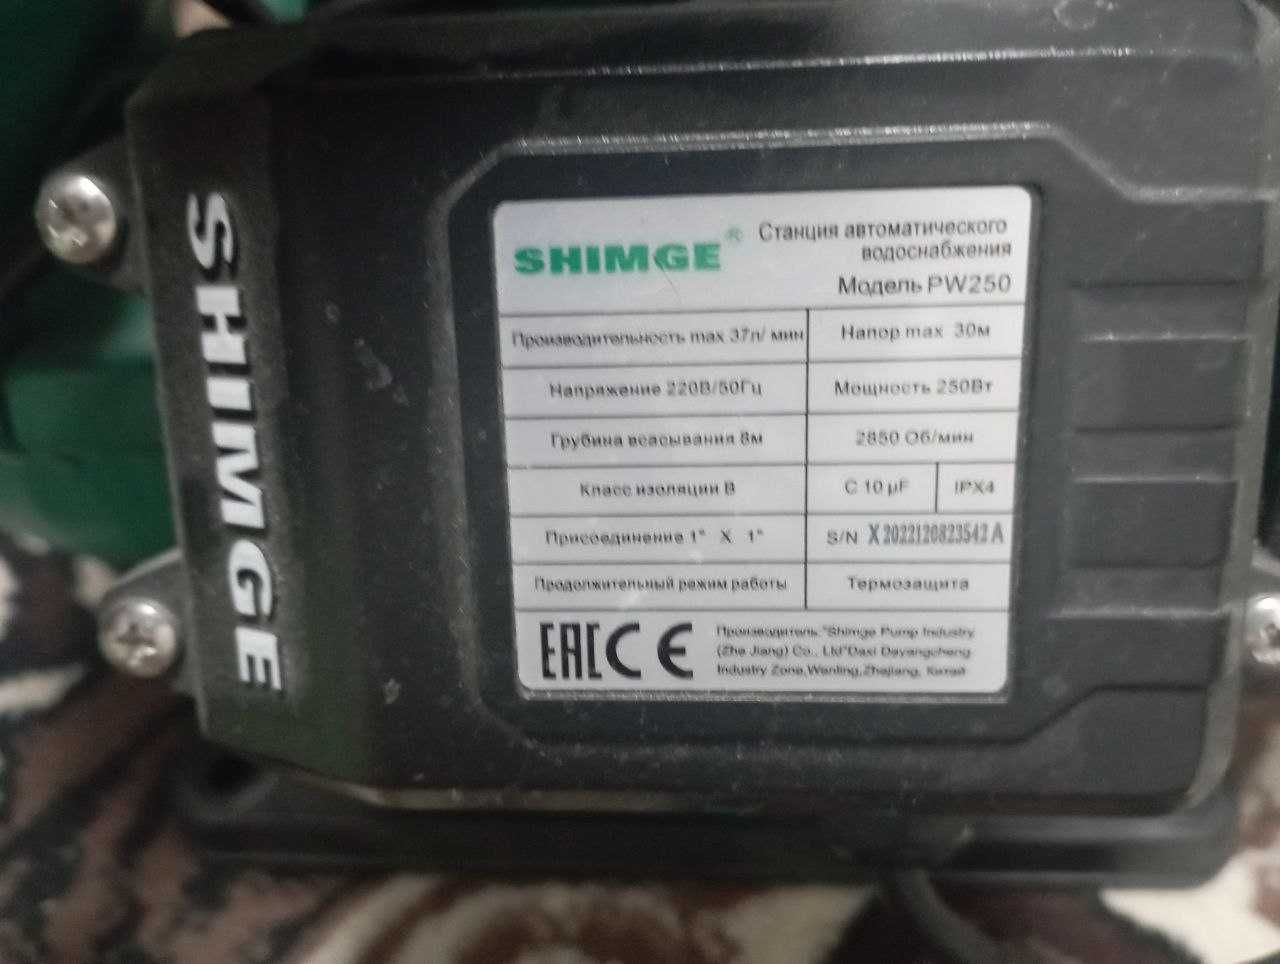 SHIMGE
SHIMGE® Станция автоматического
водоснабжения
Модель PW250
Производительность max 37л/ мин Напор max 30м
Напряжение 220В/50Гц Мощность 250Вт
Грубина всасывания 8м 2850 Об/мин
Класс изоляции B C 10 µF IPX4
Присоединение 1" X 1" S/N X2022120823542A
Продолжительный режим работы Термозащита
EAC CE Производитель:"Shimge Pump Industry
(Zhe Jiang) Co., Ltd"Daxi Dayangcheng
Industry Zone,Wenling,Zhejiang, Китай